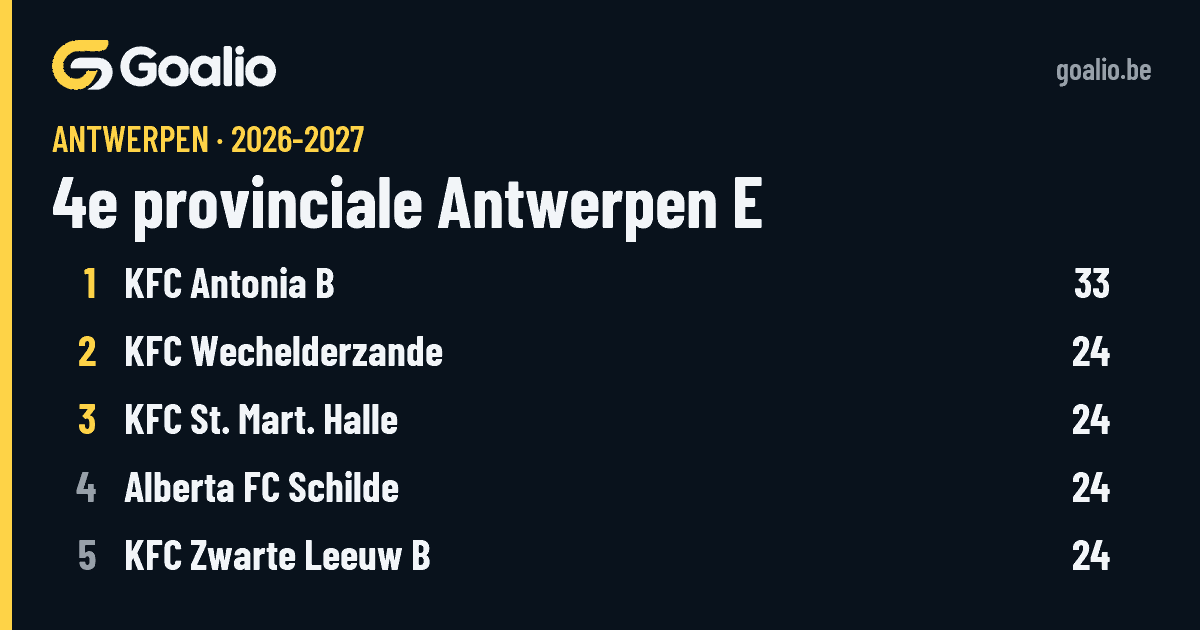 Goalio
goalio.be
ANTWERPEN · 2026-2027
4e provinciale Antwerpen E
1 KFC Antonia B 33
2 KFC Wechelderzande 24
3 KFC St. Mart. Halle 24
4 Alberta FC Schilde 24
5 KFC Zwarte Leeuw B 24